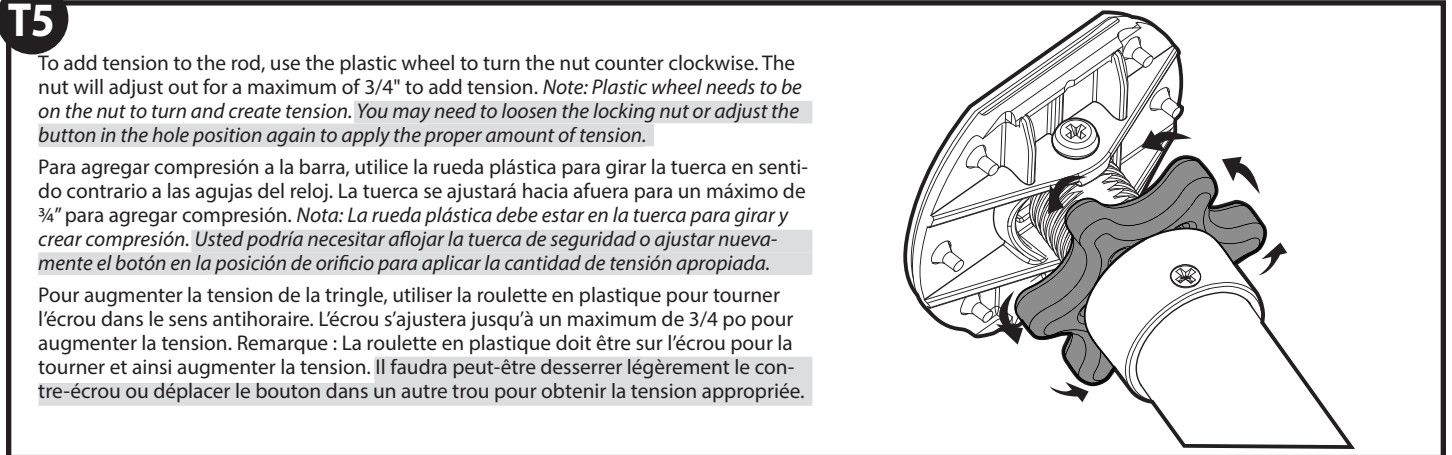 T5
To add tension to the rod, use the plastic wheel to turn the nut counter clockwise. The
nut will adjust out for a maximum of 3/4" to add tension. Note: Plastic wheel needs to be
on the nut to turn and create tension. You may need to loosen the locking nut or adjust the
button in the hole position again to apply the proper amount of tension.
Para agregar compresión a la barra, utilice la rueda plástica para girar la tuerca en senti-
do contrario a las agujas del reloj. La tuerca se ajustará hacia afuera para un máximo de
¾” para agregar compresión. Nota: La rueda plástica debe estar en la tuerca para girar y
crear compresión. Usted podría necesitar aflojar la tuerca de seguridad o ajustar nueva-
mente el botón en la posición de orificio para aplicar la cantidad de tensión apropiada.
Pour augmenter la tension de la tringle, utiliser la roulette en plastique pour tourner
l’écrou dans le sens antihoraire. L’écrou s’ajustera jusqu’à un maximum de 3/4 po pour
augmenter la tension. Remarque : La roulette en plastique doit être sur l’écrou pour la
tourner et ainsi augmenter la tension. Il faudra peut-être desserrer légèrement le con-
tre-écrou ou déplacer le bouton dans un autre trou pour obtenir la tension appropriée.